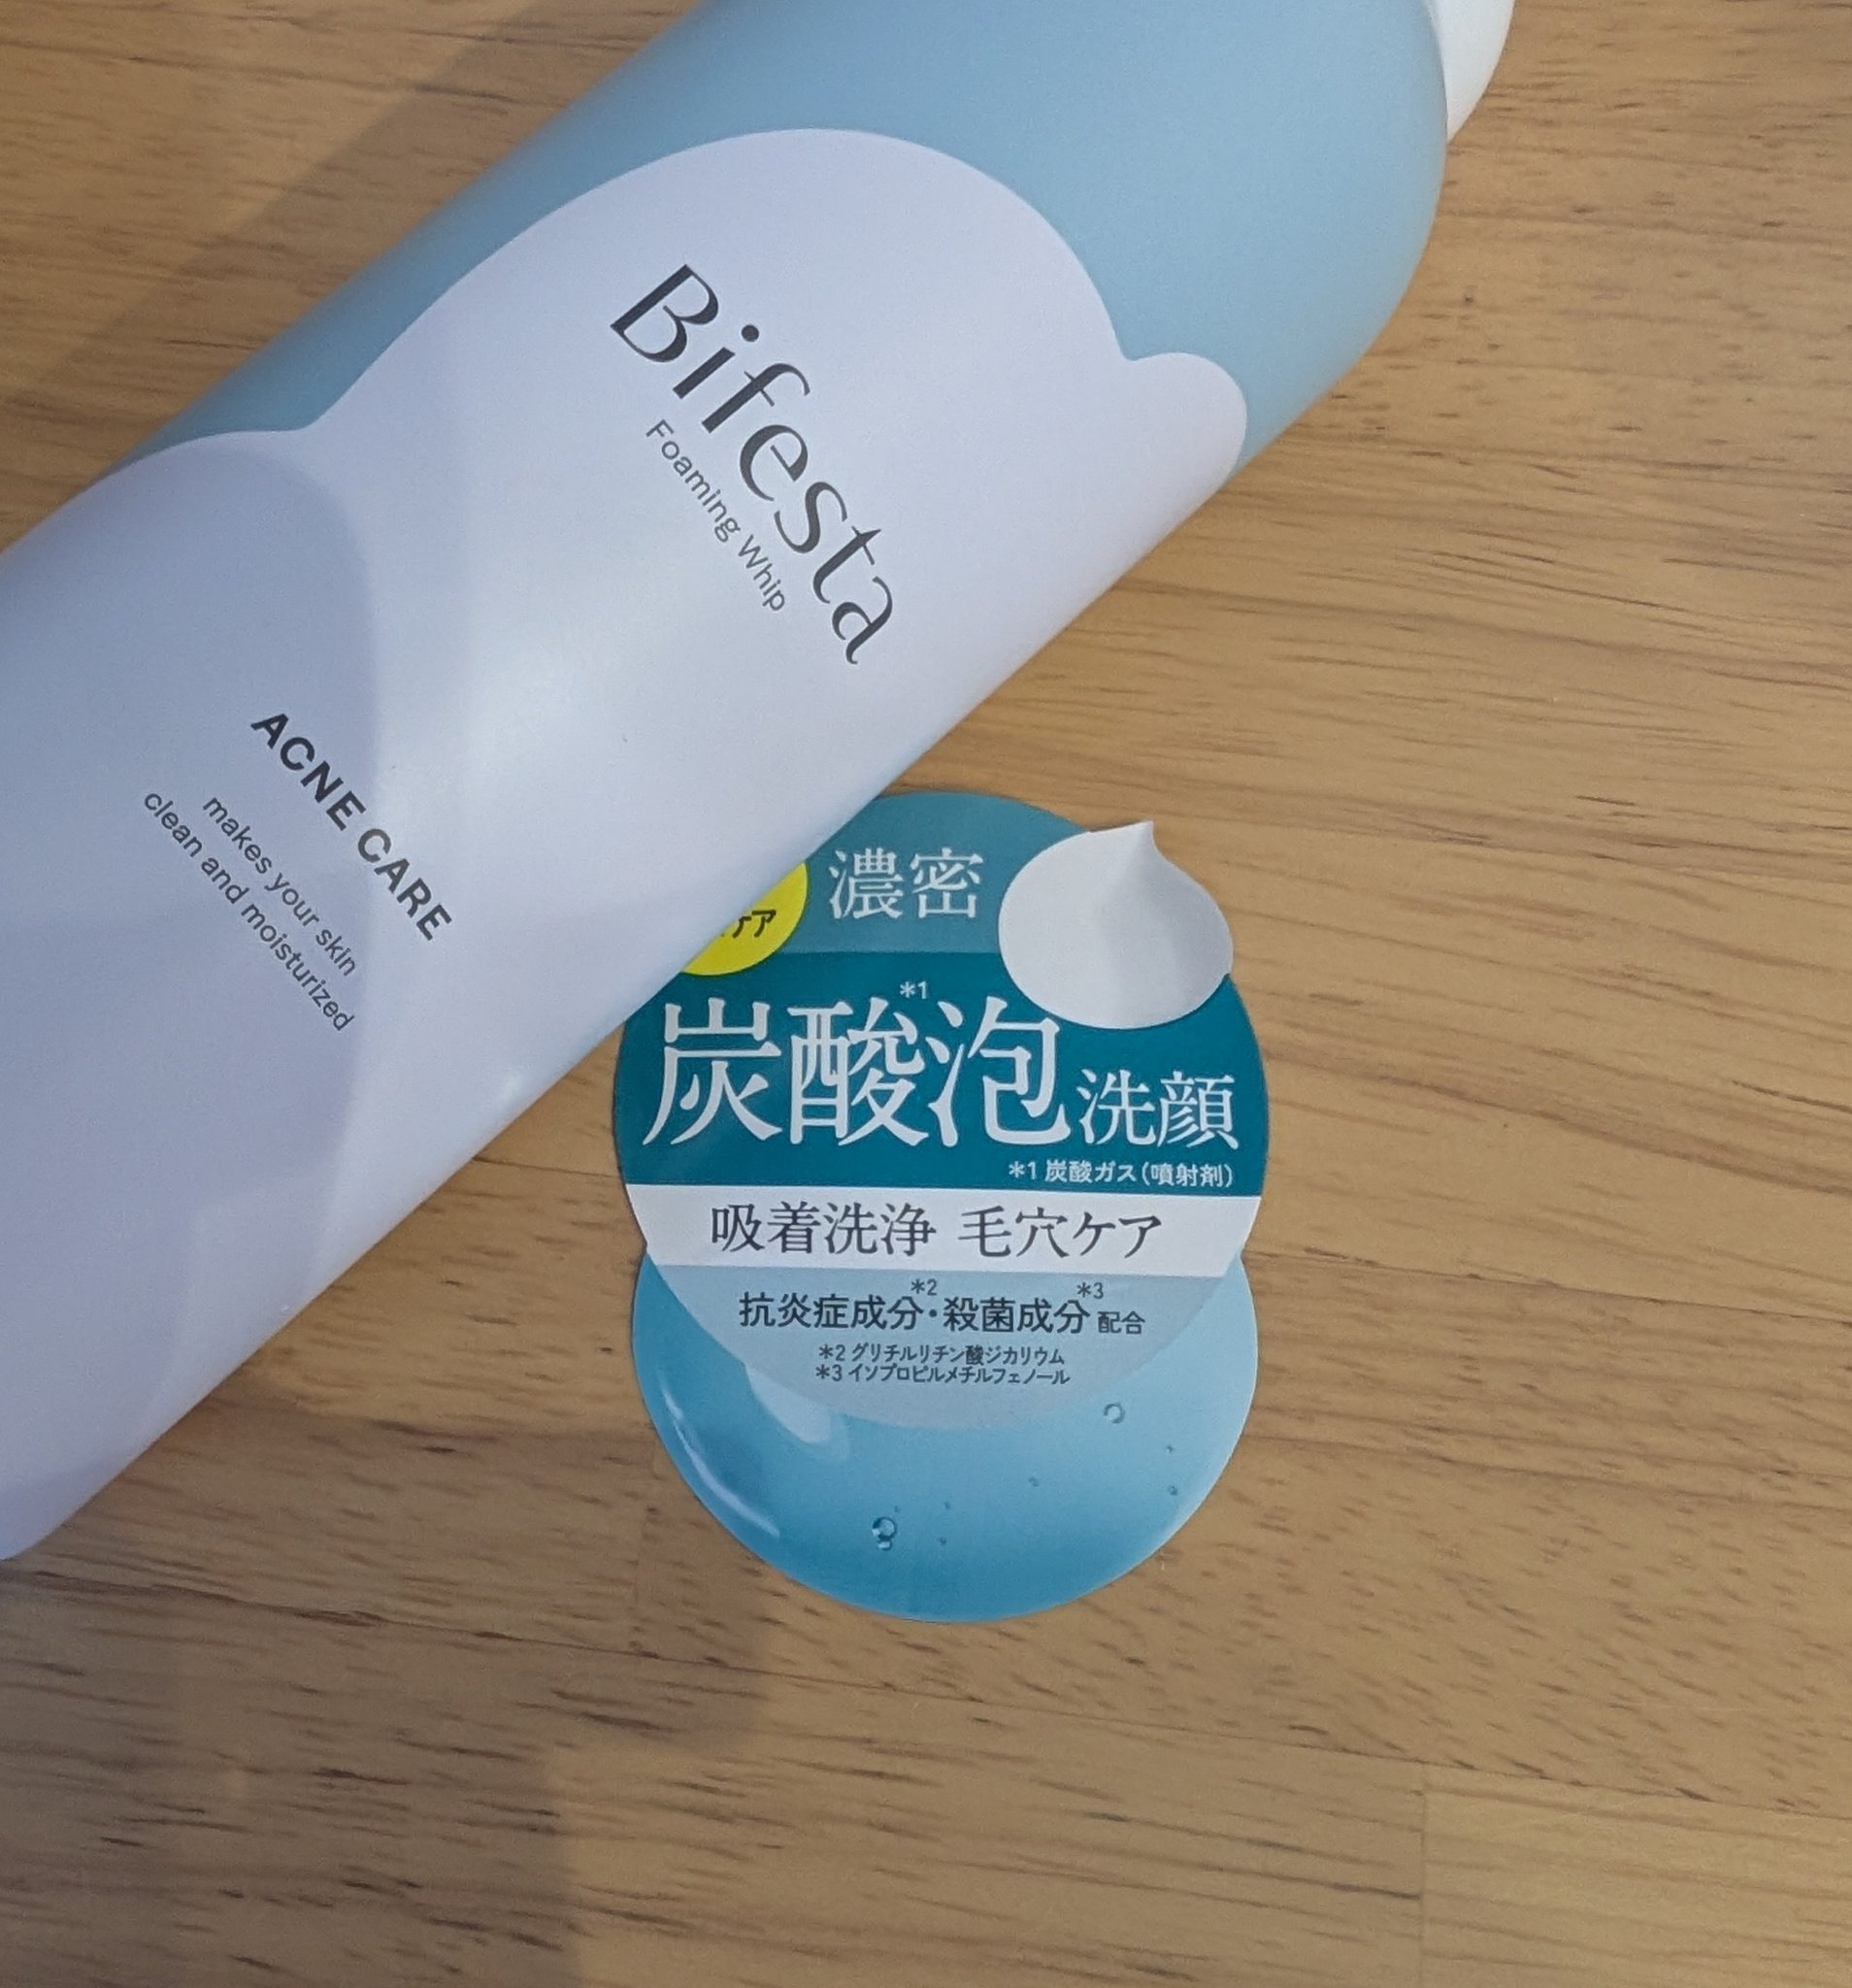 Bifesta
Foaming Whip
ACNE CARE
makes your skin
clean and moisturized
濃密
炭酸泡*1洗顔
*1 炭酸ガス(噴射剤)
吸着洗浄 毛穴ケア
抗炎症成分*2・殺菌成分*3配合
*2 グリチルリチン酸ジカリウム
*3 イソプロピルメチルフェノール